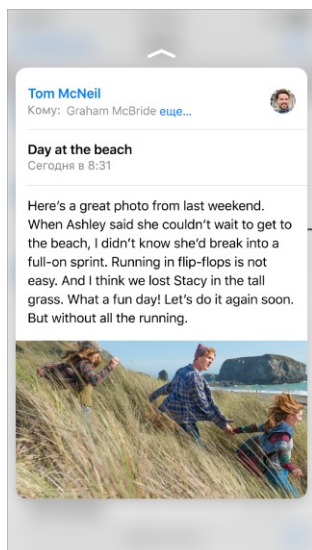 Tom McNeil
Кому: Graham McBride еще...
Day at the beach
Сегодня в 8:31
Here's a great photo from last weekend.
When Ashley said she couldn't wait to get to
the beach, I didn't know she'd break into a
full-on sprint. Running in flip-flops is not
easy. And I think we lost Stacy in the tall
grass. What a fun day! Let's do it again soon.
But without all the running.